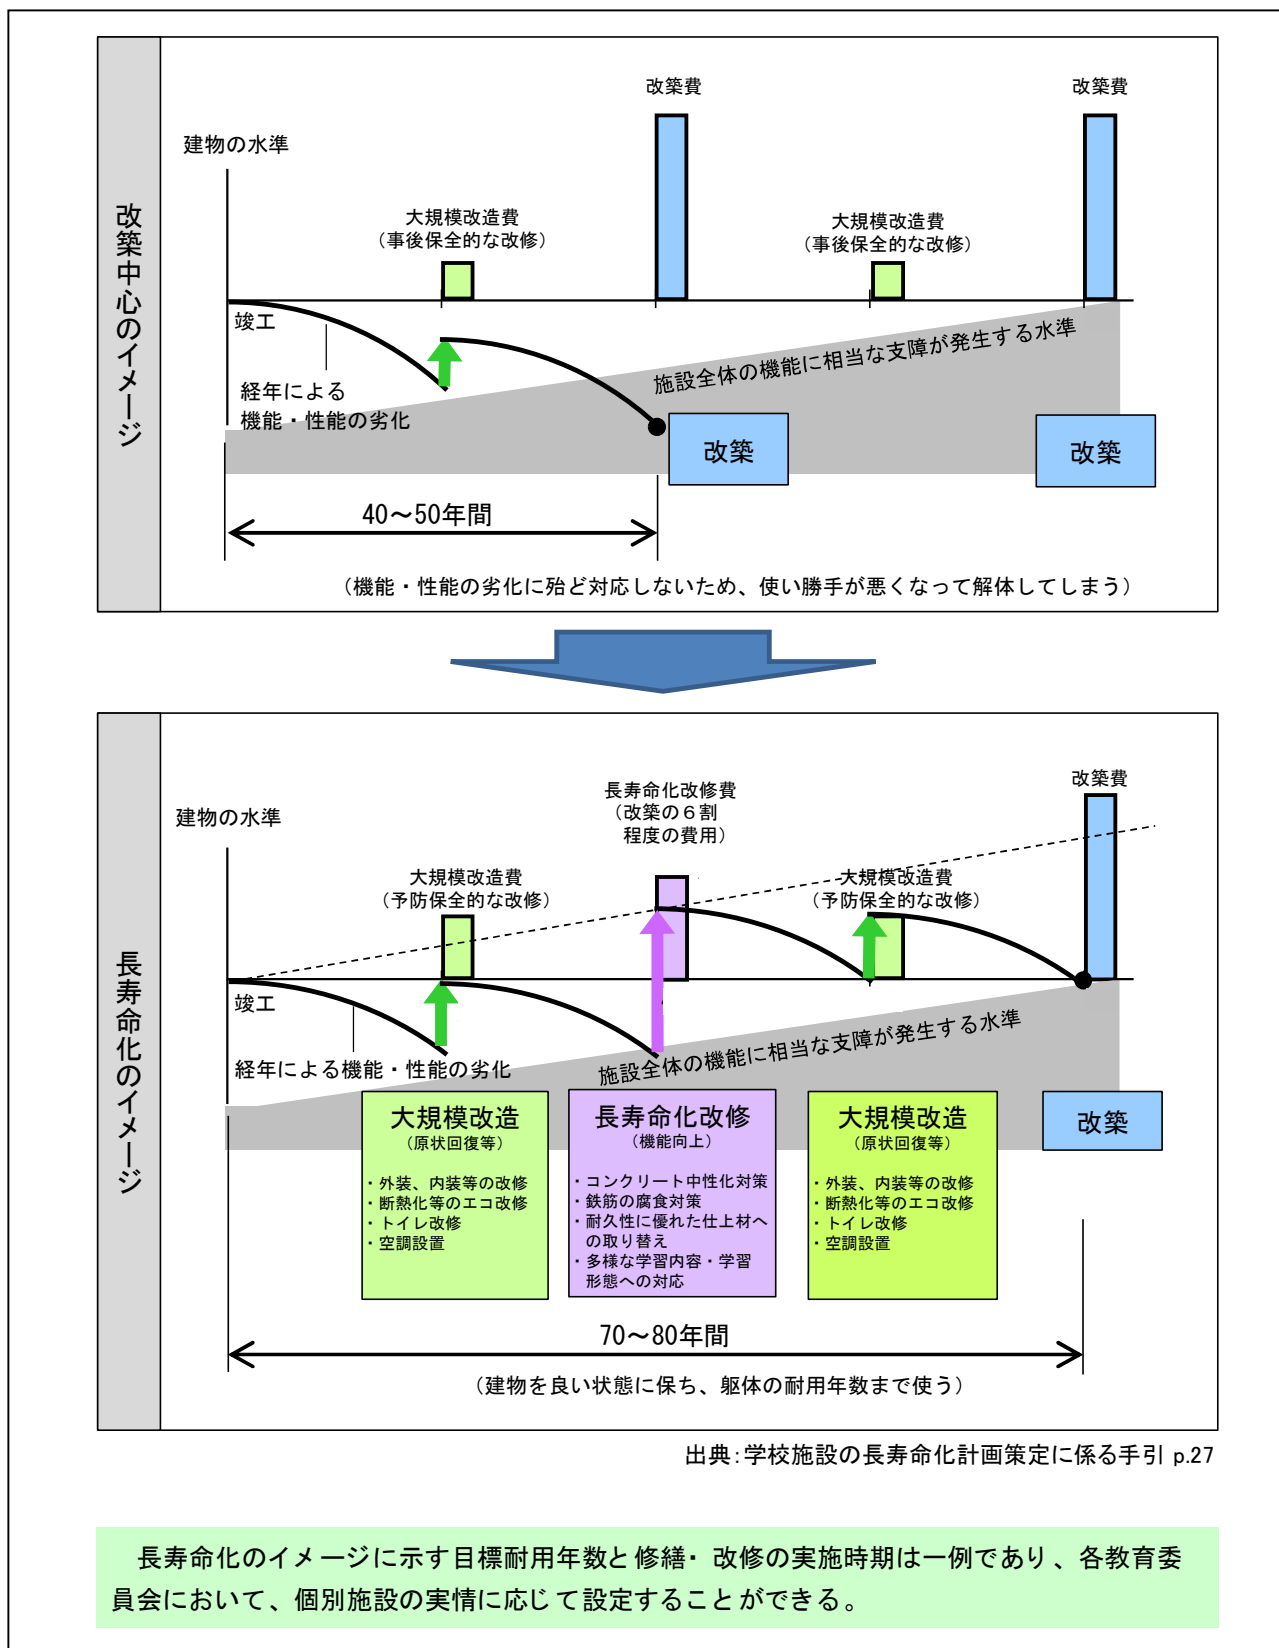 改築中心のイメージ
改築費
改築費
建物の水準
大規模改造費
（事後保全的な改修）
大規模改造費
（事後保全的な改修）
竣工
経年による
機能・性能の劣化
施設全体の機能に相当な支障が発生する水準
改築
改築
40～50年間
（機能・性能の劣化に殆ど対応しないため、使い勝手が悪くなって解体してしまう）
長寿命化のイメージ
改築費
長寿命化改修費
（改築の６割
程度の費用）
建物の水準
大規模改造費
（予防保全的な改修）
大規模改造費
（予防保全的な改修）
竣工
経年による機能・性能の劣化
施設全体の機能に相当な支障が発生する水準
大規模改造
（原状回復等）
・外装、内装等の改修
・断熱化等のエコ改修
・トイレ改修
・空調設置
長寿命化改修
（機能向上）
・コンクリート中性化対策
・鉄筋の腐食対策
・耐久性に優れた仕上材へ
の取り替え
・多様な学習内容・学習
形態への対応
大規模改造
（原状回復等）
・外装、内装等の改修
・断熱化等のエコ改修
・トイレ改修
・空調設置
改築
70～80年間
（建物を良い状態に保ち、躯体の耐用年数まで使う）
出典：学校施設の長寿命化計画策定に係る手引 p.27
長寿命化のイメージに示す目標耐用年数と修繕・改修の実施時期は一例であり、各教育委
員会において、個別施設の実情に応じて設定することができる。